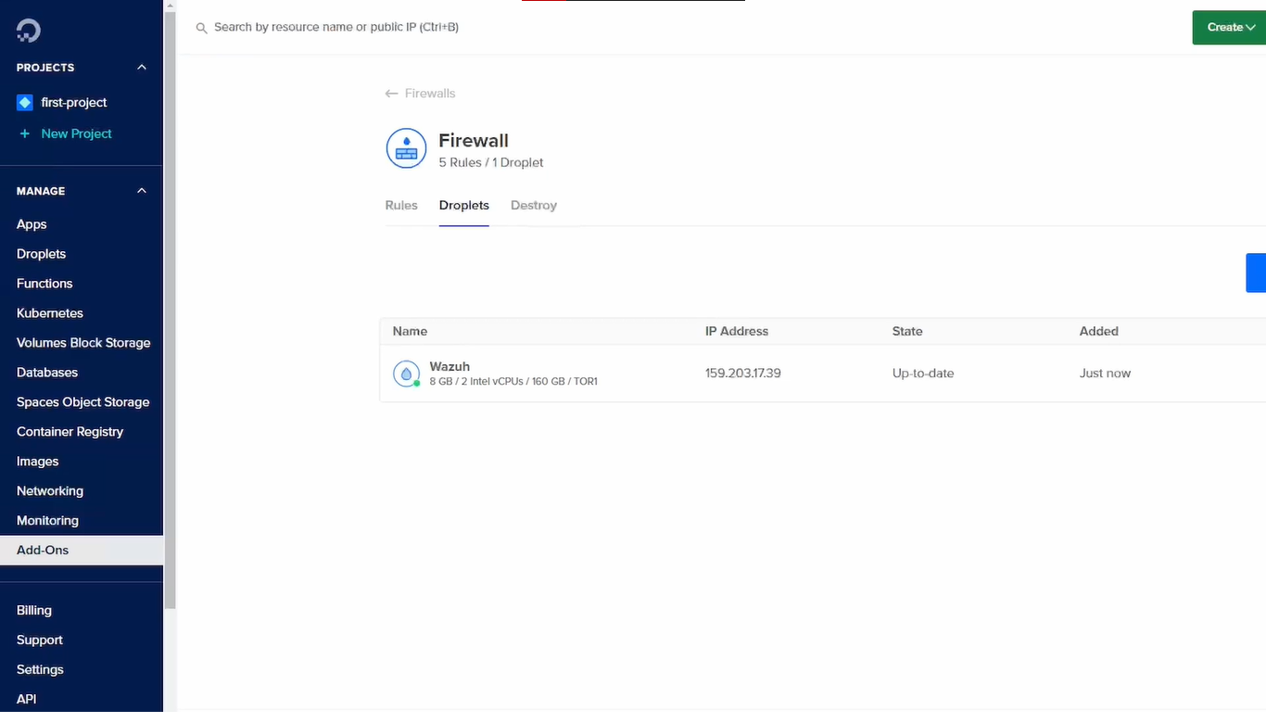 Search by resource name or public IP (Ctrl+B)
Create
PROJECTS
first-project
+ New Project
MANAGE
Apps
Droplets
Functions
Kubernetes
Volumes Block Storage
Databases
Spaces Object Storage
Container Registry
Images
Networking
Monitoring
Add-Ons
Billing
Support
Settings
API
← Firewalls
Firewall
5 Rules / 1 Droplet
Rules Droplets Destroy
Name IP Address State Added
Wazuh
8 GB / 2 Intel vCPUs / 160 GB / TOR1
159.203.17.39 Up-to-date Just now